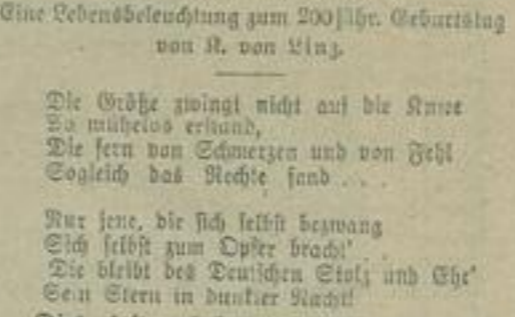 Eine Lebensbeleuchtung zum 200jähr. Geburtstag
von K. von Linz.
Die Größe zwingt nicht auf die Kniee
So mühelos erstand,
Die fern von Schmerzen und von Fehl
Sogleich das Rechte fand . . .
Nur jene, die sich selbst bezwang
Sich selbst zum Opfer bracht'
Die bleibt des Deutschen Stolz und Ehr'
Sein Stern in dunkler Nacht!